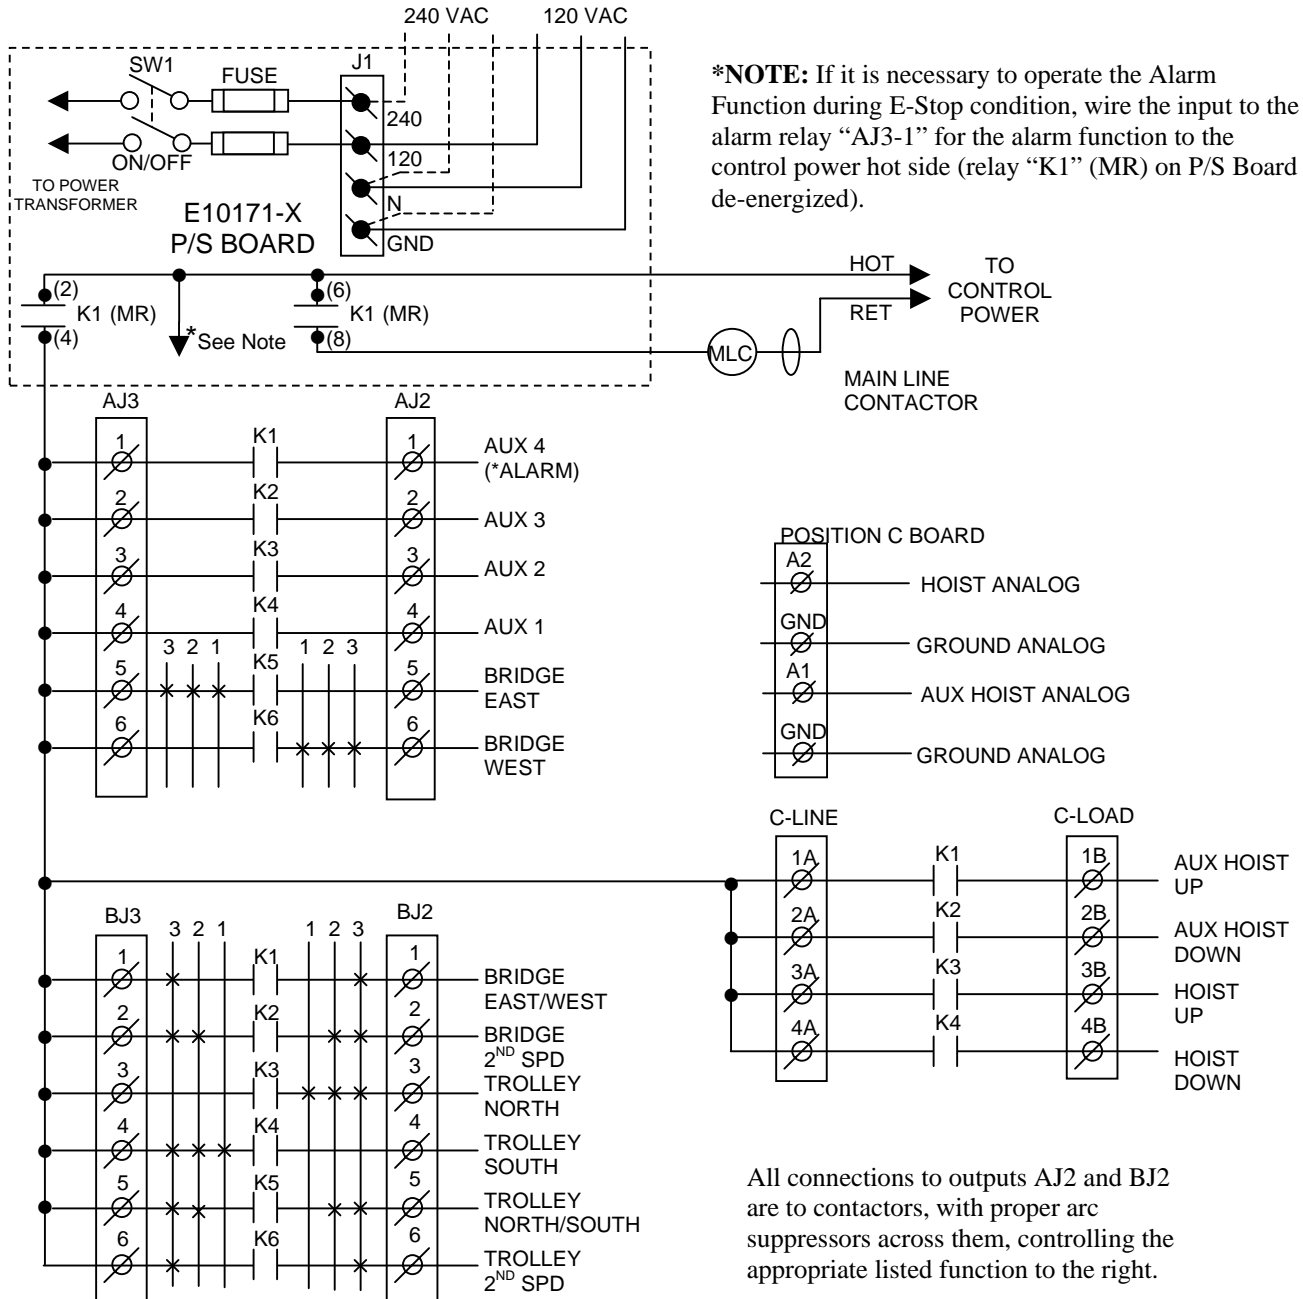 240 VAC
120 VAC
SW1
FUSE
J1
240
120
N
GND
ON/OFF
TO POWER
TRANSFORMER
E10171-X
P/S BOARD
*NOTE: If it is necessary to operate the Alarm
Function during E-Stop condition, wire the input to the
alarm relay “AJ3-1” for the alarm function to the
control power hot side (relay “K1” (MR) on P/S Board
de-energized).
(2)
K1 (MR)
(4)
*See Note
(6)
K1 (MR)
(8)
HOT
RET
TO
CONTROL
POWER
MLC
MAIN LINE
CONTACTOR
AJ3
AJ2
1
K1
1
AUX 4
(*ALARM)
2
K2
2
AUX 3
3
K3
3
AUX 2
4
K4
4
AUX 1
3 2 1
1 2 3
5
K5
5
BRIDGE
EAST
6
K6
6
BRIDGE
WEST
POSITION C BOARD
A2
HOIST ANALOG
GND
GROUND ANALOG
A1
AUX HOIST ANALOG
GND
GROUND ANALOG
C-LINE
C-LOAD
1A
K1
1B
AUX HOIST
UP
2A
K2
2B
AUX HOIST
DOWN
3A
K3
3B
HOIST
UP
4A
K4
4B
HOIST
DOWN
BJ3
BJ2
3 2 1
1 2 3
1
K1
1
BRIDGE
EAST/WEST
2
K2
2
BRIDGE
2ND SPD
3
K3
3
TROLLEY
NORTH
4
K4
4
TROLLEY
SOUTH
5
K5
5
TROLLEY
NORTH/SOUTH
6
K6
6
TROLLEY
2ND SPD
All connections to outputs AJ2 and BJ2
are to contactors, with proper arc
suppressors across them, controlling the
appropriate listed function to the right.